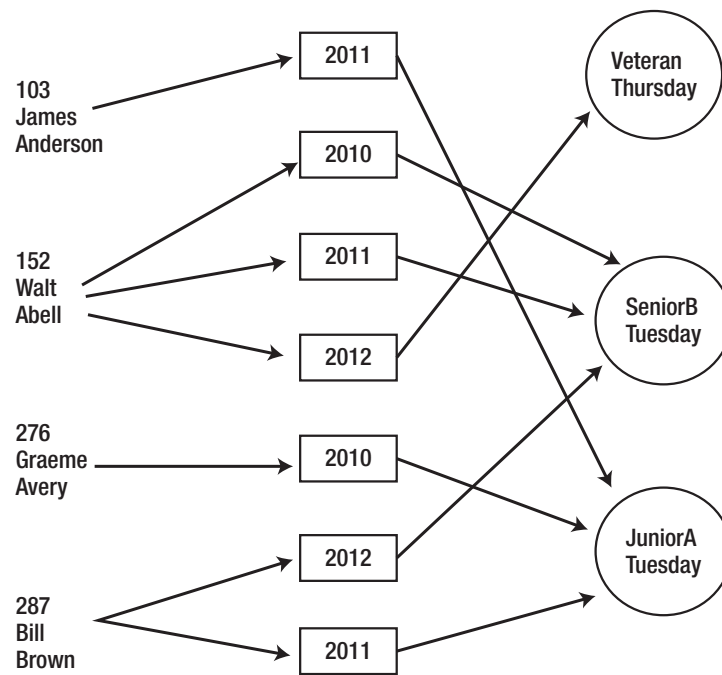 103
James
Anderson
152
Walt
Abell
276
Graeme
Avery
287
Bill
Brown
2011
2010
2011
2012
2010
2012
2011
Veteran
Thursday
SeniorB
Tuesday
JuniorA
Tuesday